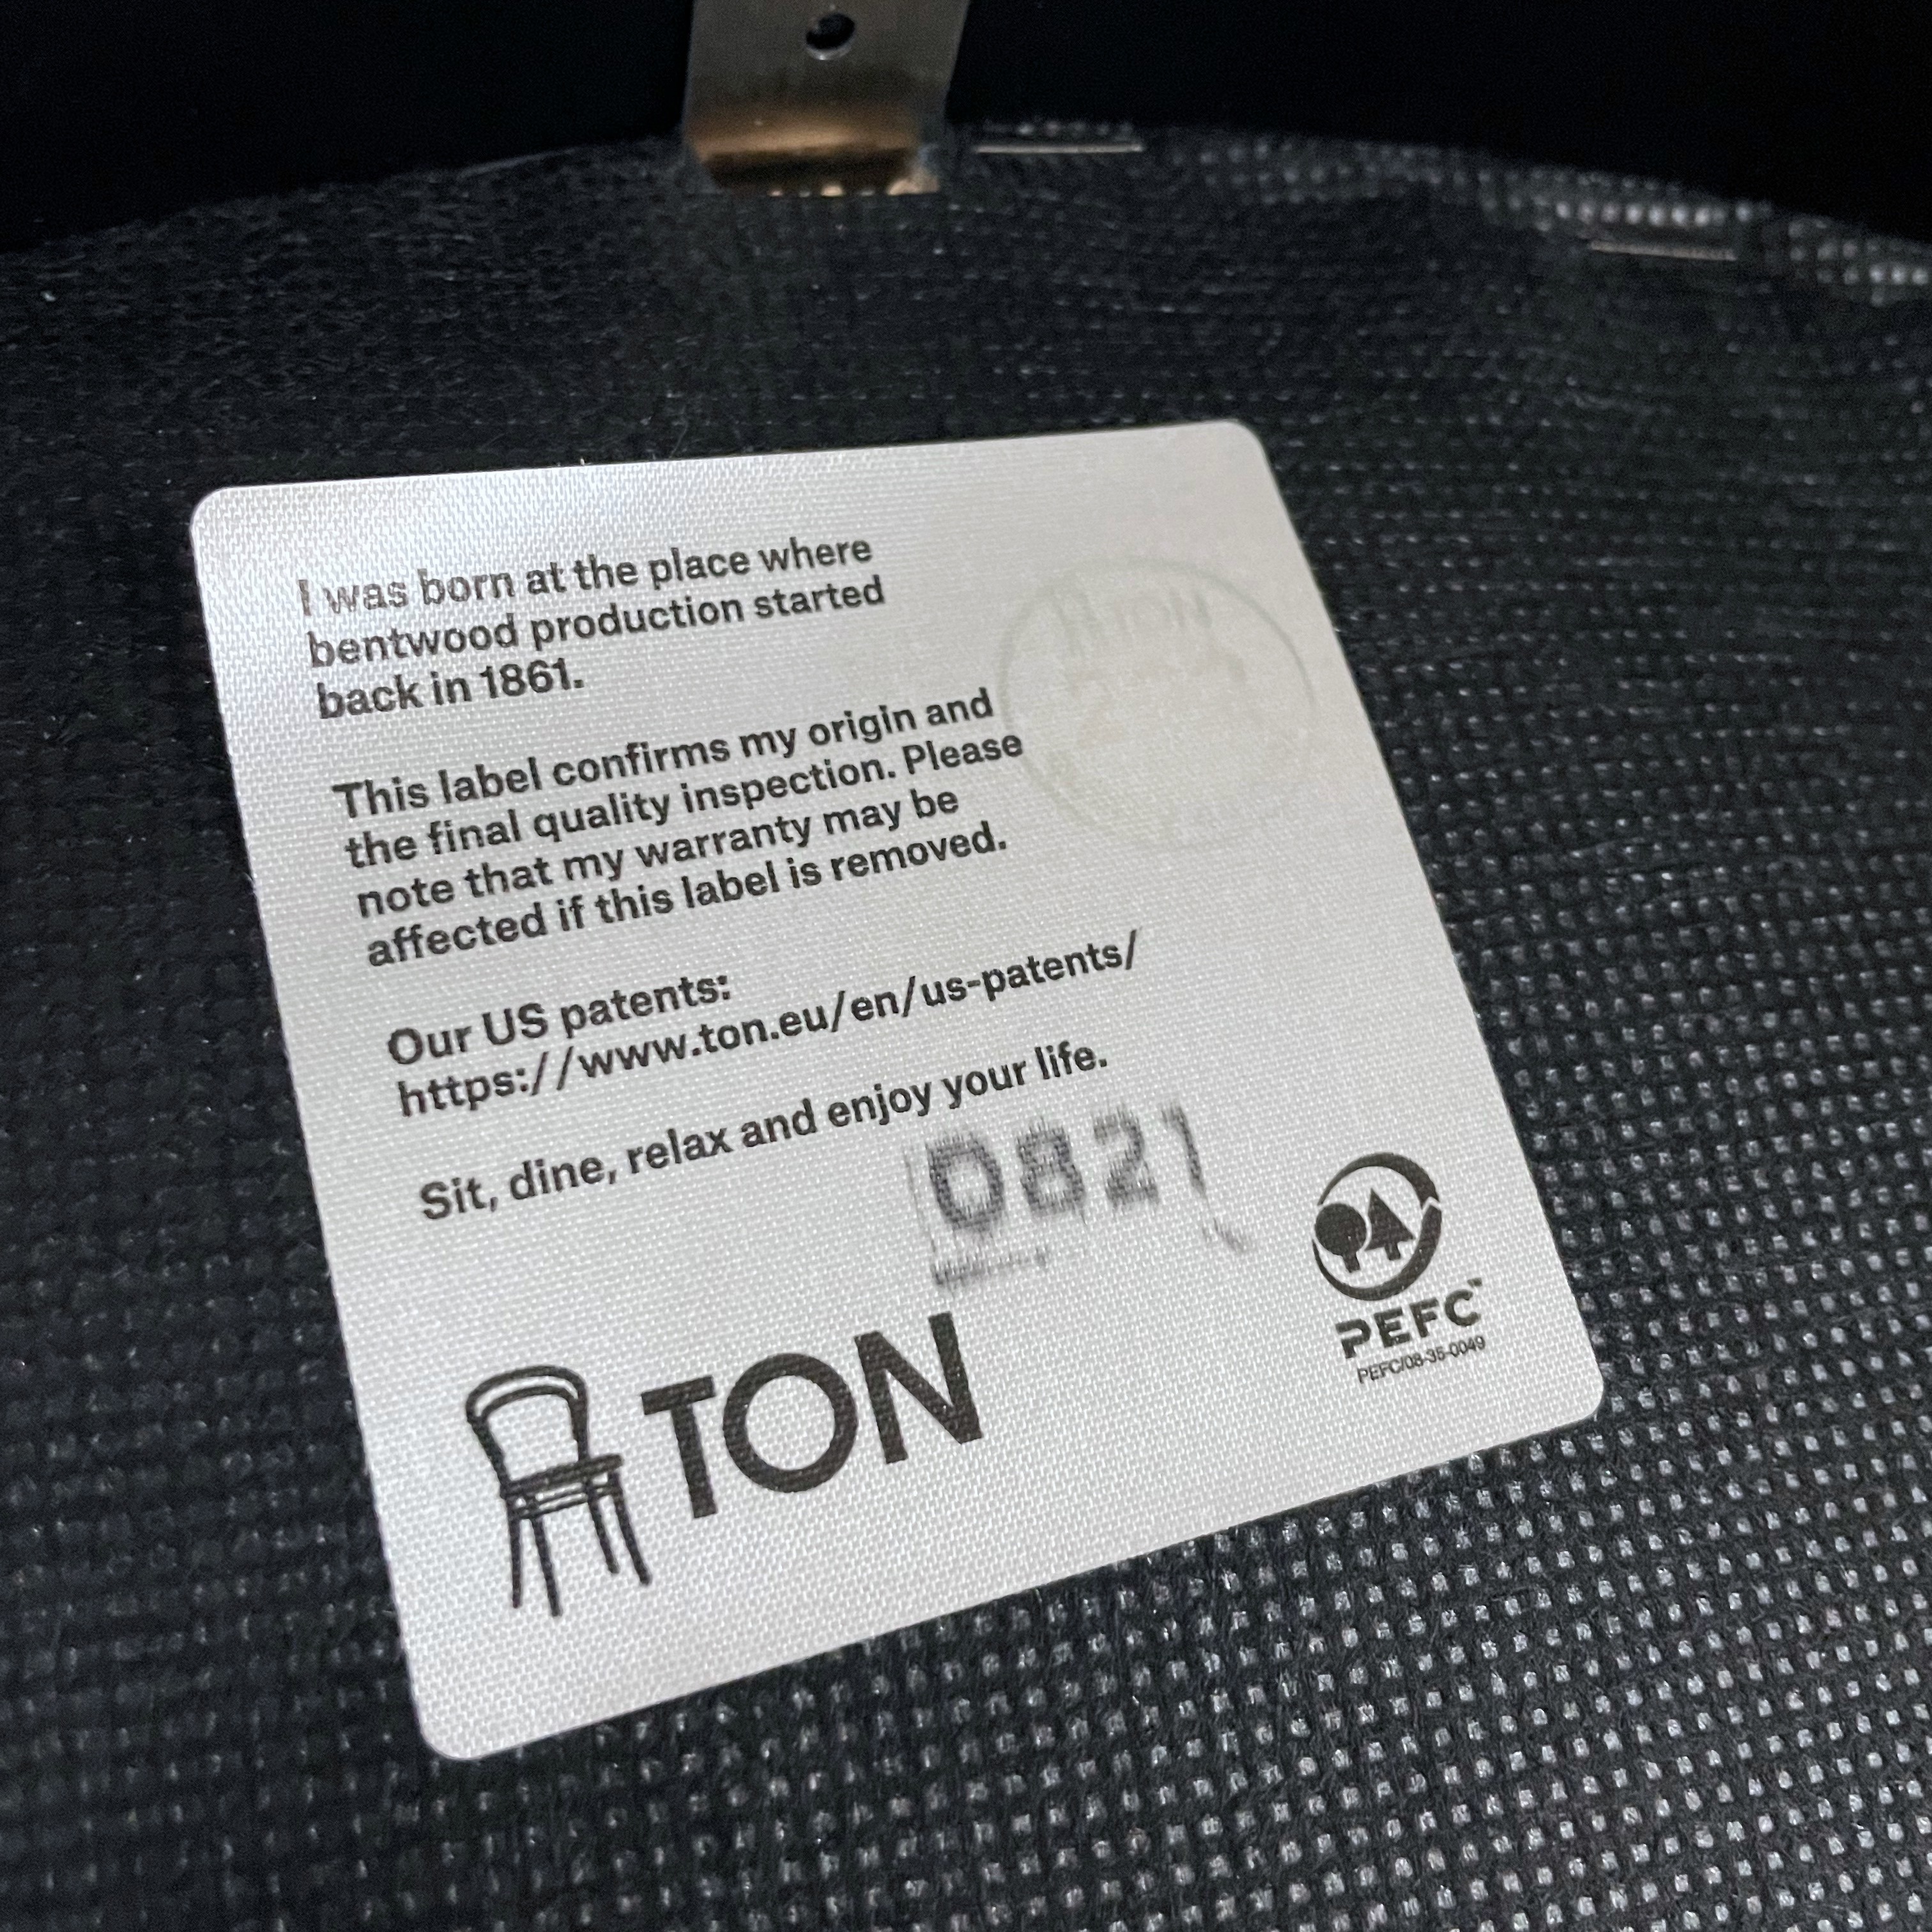 I was born at the place where
bentwood production started
back in 1861.
This label confirms my origin and
the final quality inspection. Please
note that my warranty may be
affected if this label is removed.
Our US patents:
https://www.ton.eu/en/us-patents/
Sit, dine, relax and enjoy your life.
0821
TON
PEFC™
PEFC/08-35-0049